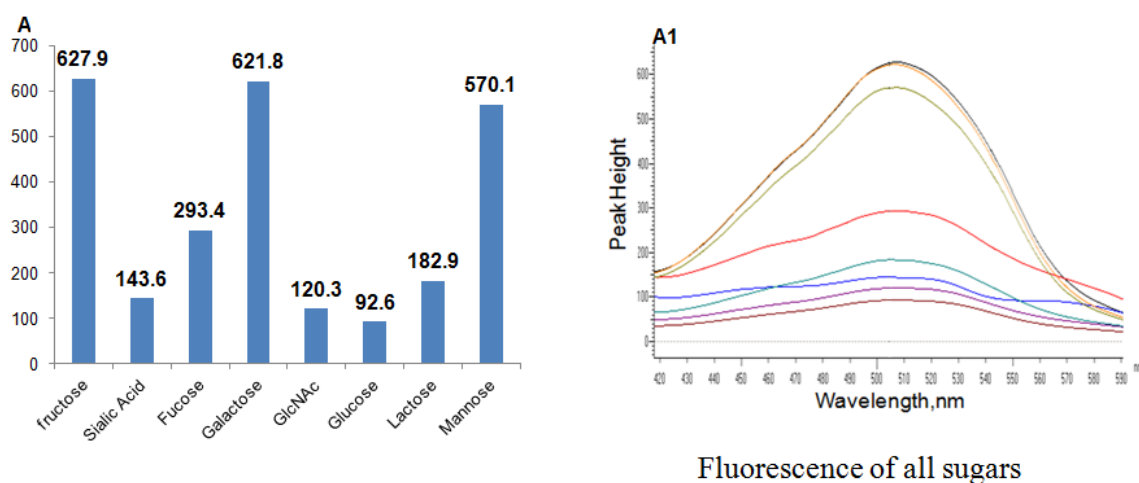 A
700
600
500
400
300
200
100
0
627.9
143.6
293.4
621.8
120.3
92.6
182.9
570.1
fructose
Sialic Acid
Fucose
Galactose
GlcNAc
Glucose
Lactose
Mannose
A1
Peak Height
600
500
400
300
200
100
0
420 430 440 450 460 470 480 490 500 510 520 530 540 550 560 570 580 590
Wavelength,nm
Fluorescence of all sugars